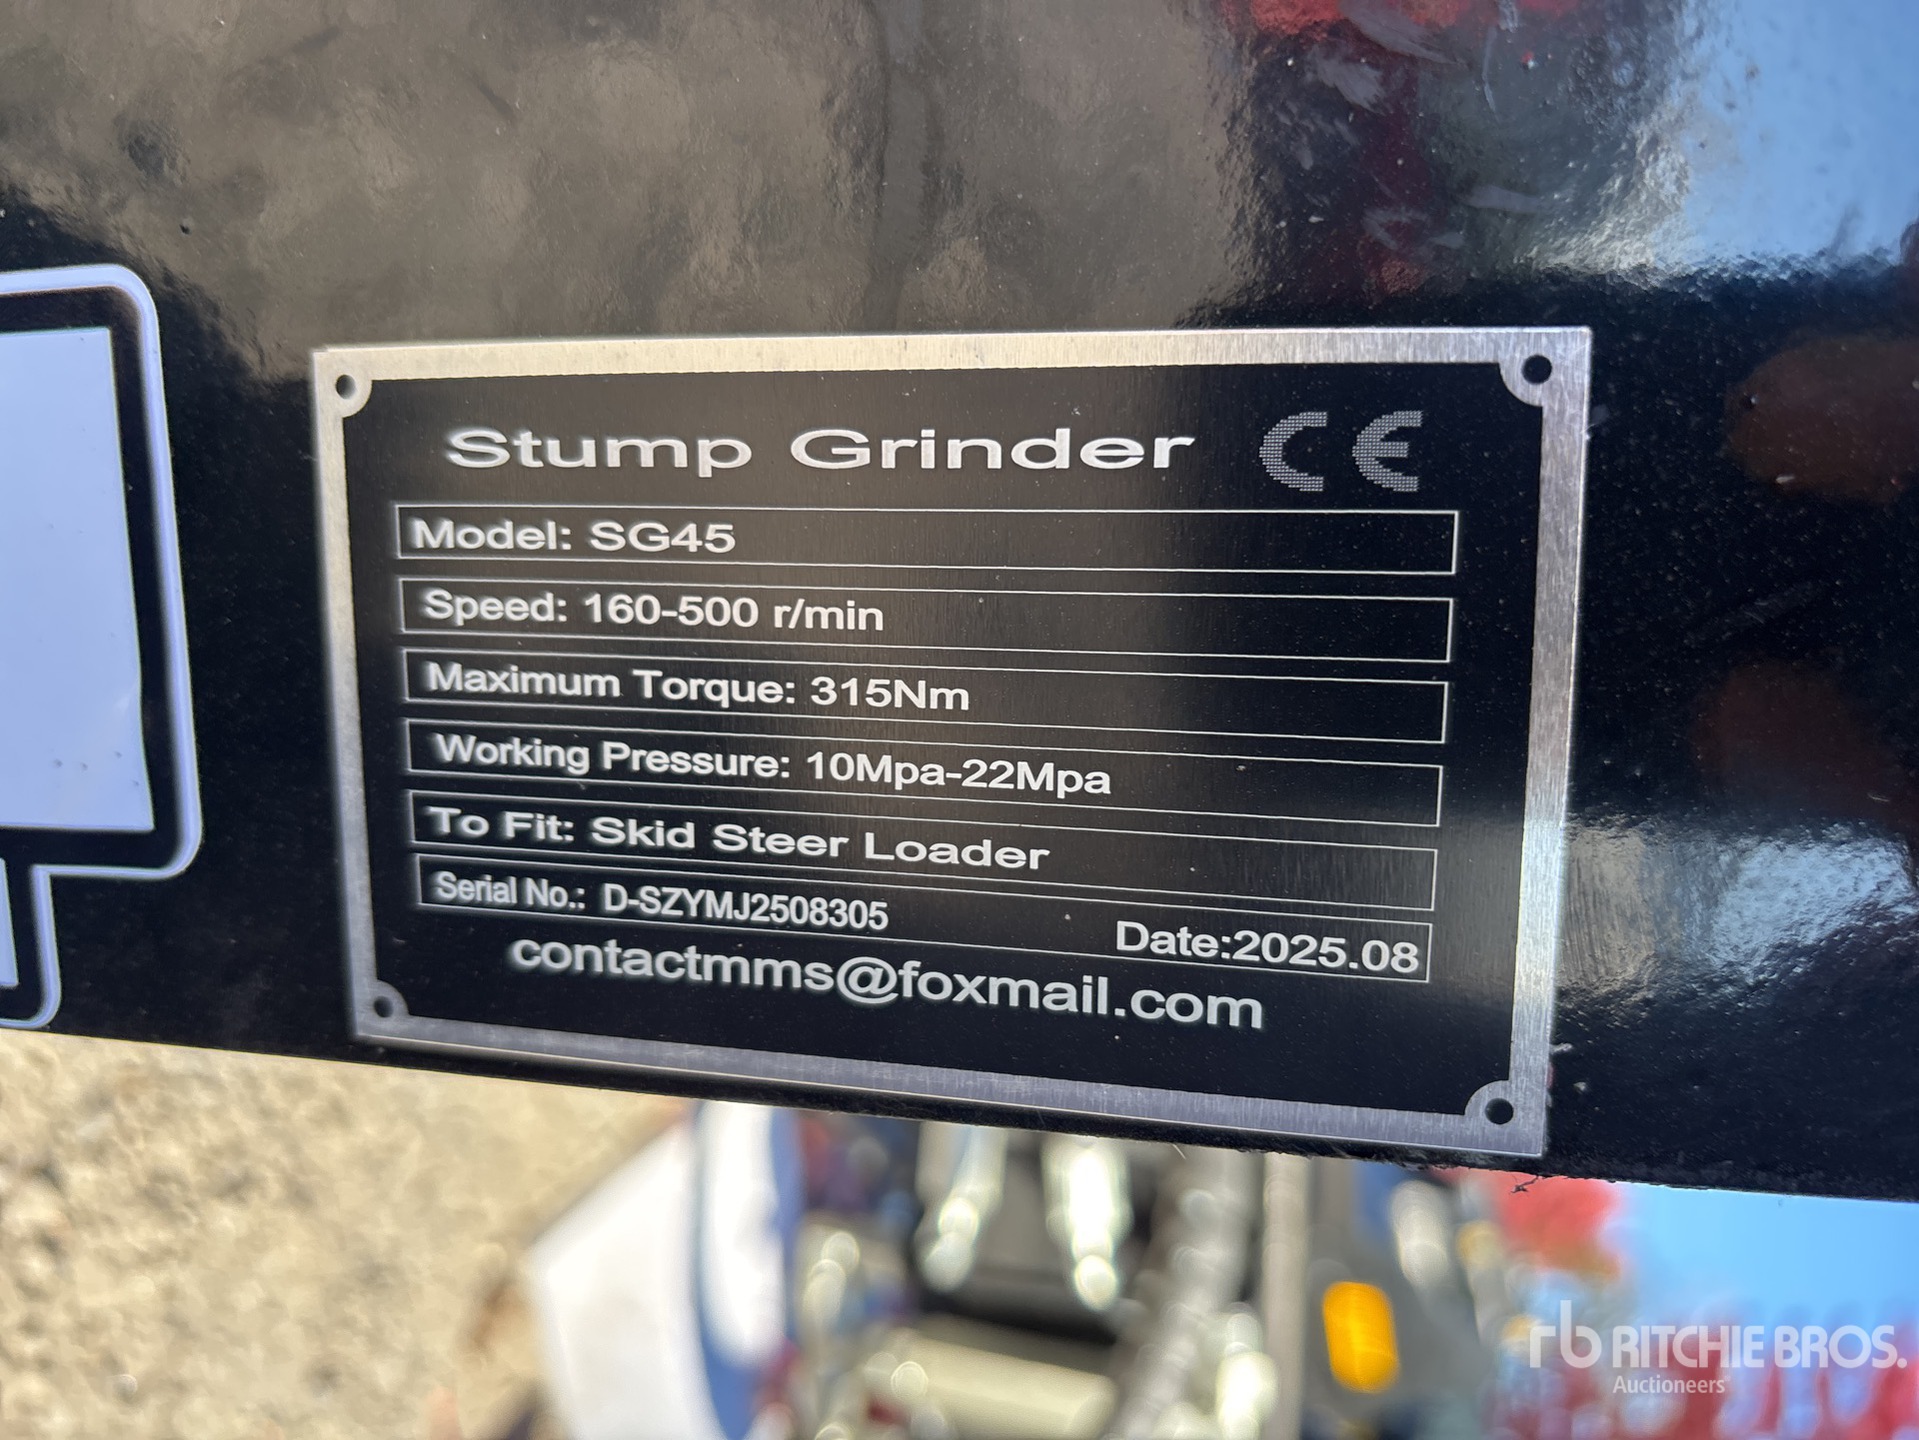 Stump Grinder CE
Model: SG45
Speed: 160-500 r/min
Maximum Torque: 315Nm
Working Pressure: 10Mpa-22Mpa
To Fit: Skid Steer Loader
Serial No.: D-SZYMJ2508305 Date:2025.08
contactmms@foxmail.com
rb RITCHIE BROS.
Auctioneers